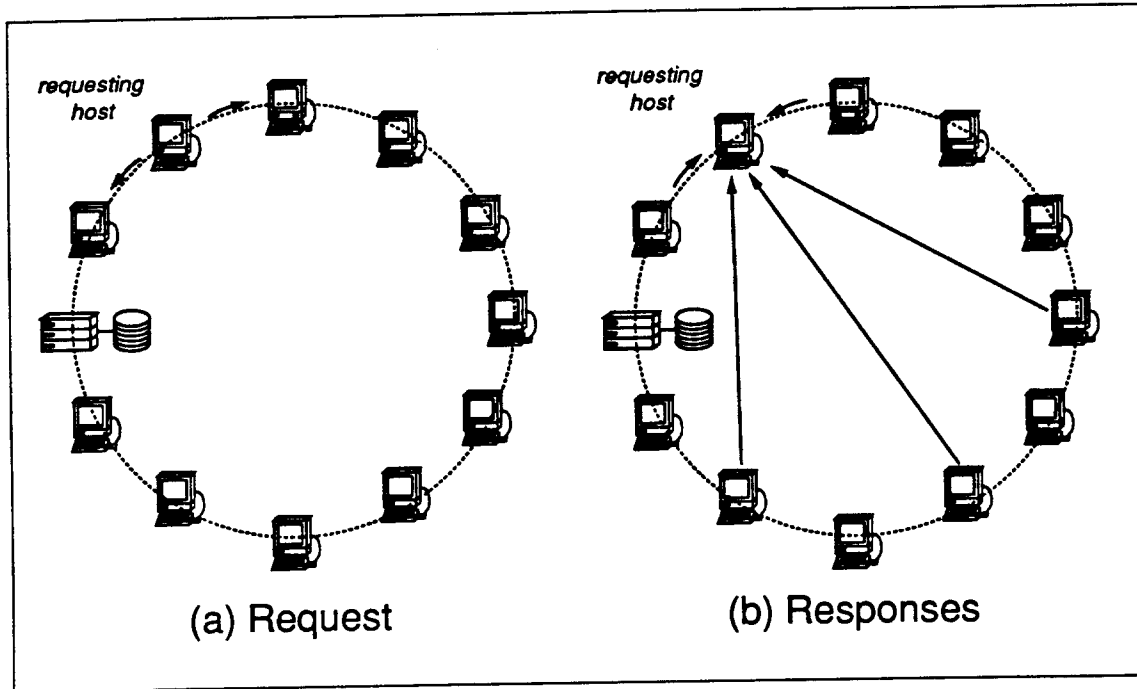 requesting
host
requesting
host
(a) Request
(b) Responses